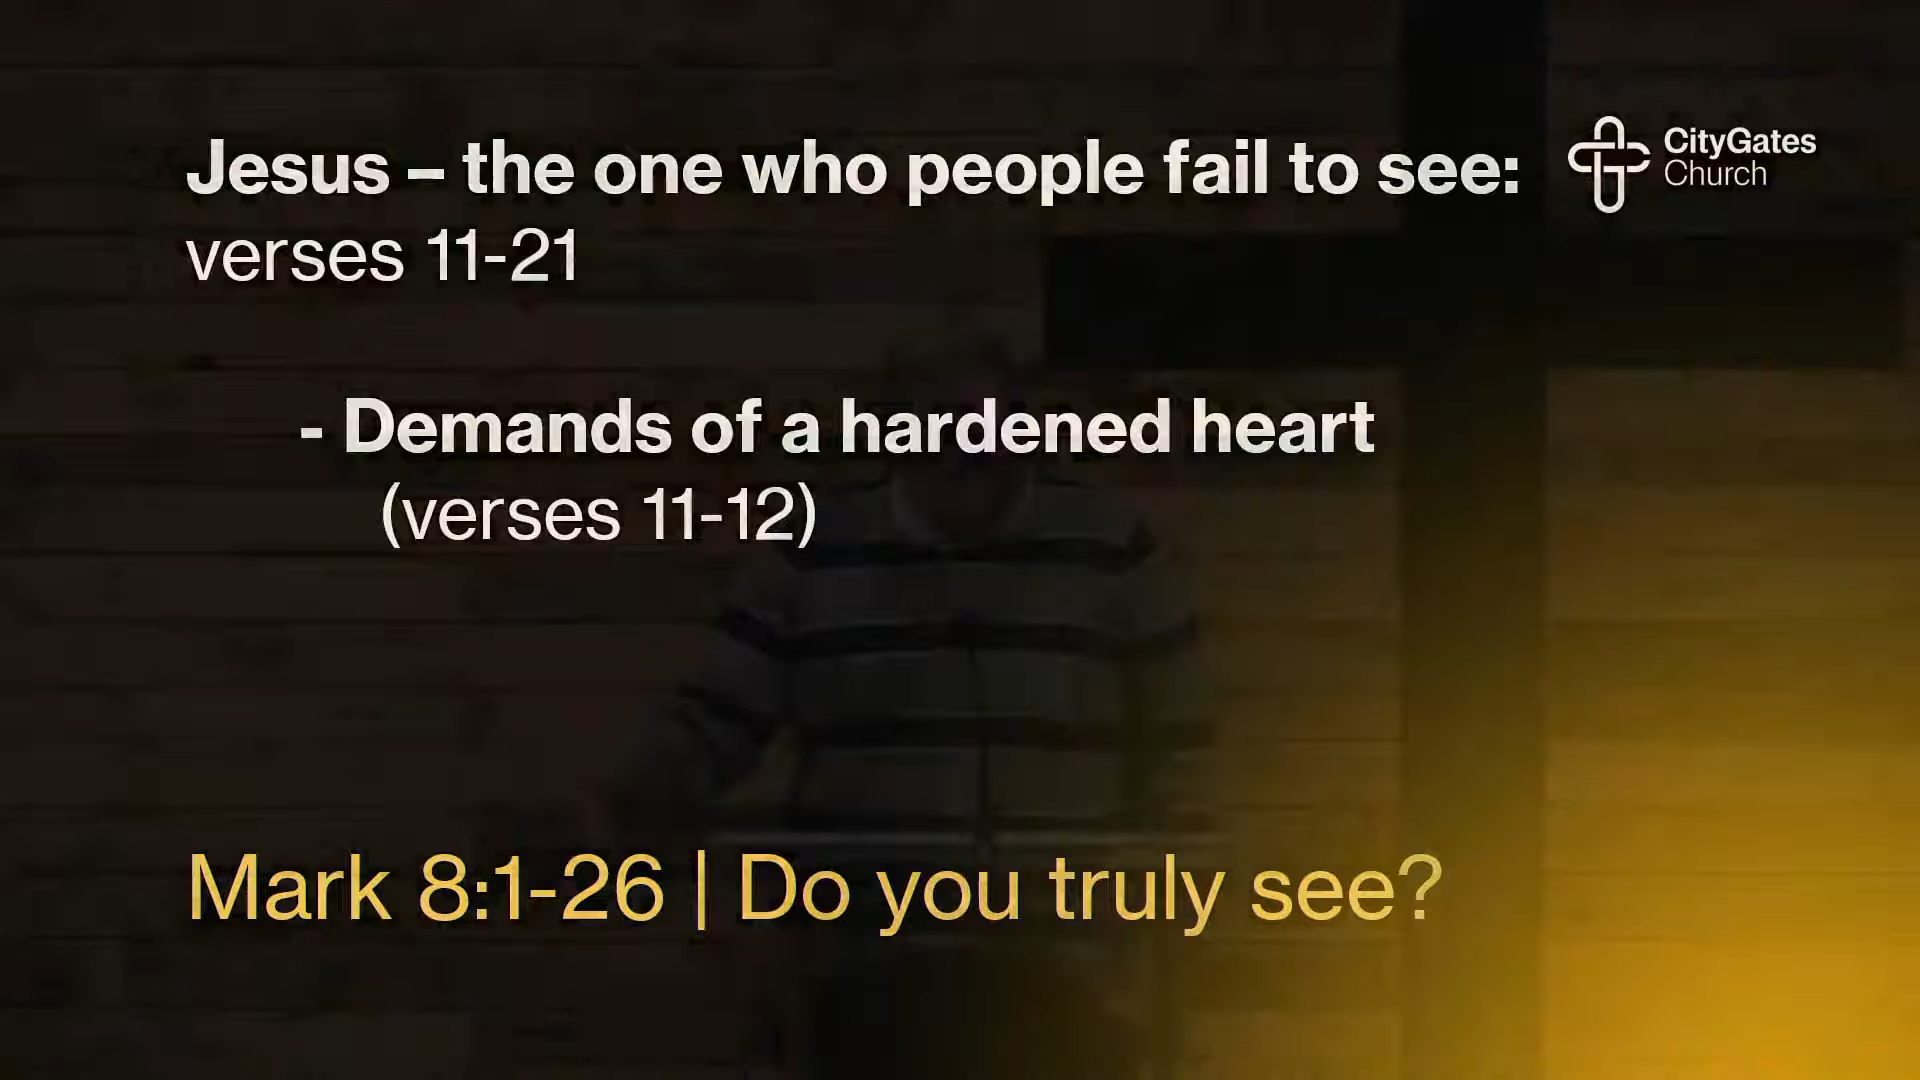 Jesus – the one who people fail to see:
verses 11-21
CityGates
Church
- Demands of a hardened heart
(verses 11-12)
Mark 8:1-26 | Do you truly see?